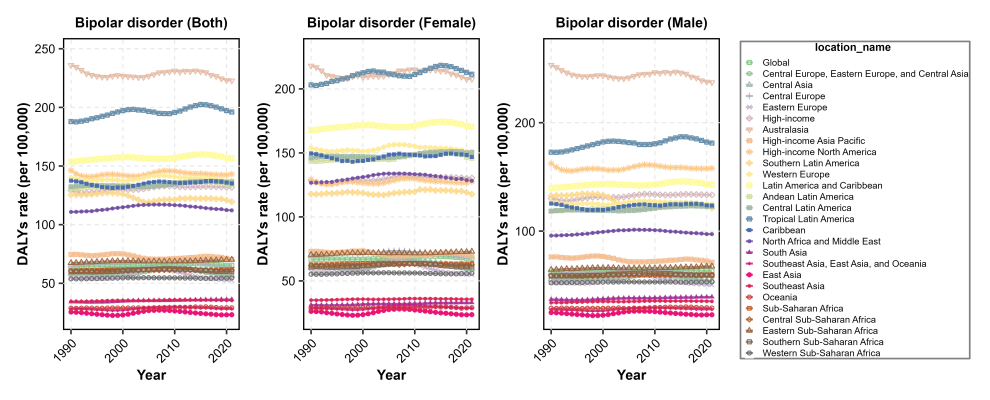 Bipolar disorder (Both)
Bipolar disorder (Female)
Bipolar disorder (Male)
DALYs rate (per 100,000)
250
200
150
100
50
1990
2000
2010
2020
Year
DALYs rate (per 100,000)
200
150
100
50
1990
2000
2010
2020
Year
DALYs rate (per 100,000)
200
100
1990
2000
2010
2020
Year
location_name
Global
Central Europe, Eastern Europe, and Central Asia
Central Asia
Central Europe
Eastern Europe
High-income
Australasia
High-income Asia Pacific
High-income North America
Southern Latin America
Western Europe
Latin America and Caribbean
Andean Latin America
Central Latin America
Tropical Latin America
Caribbean
North Africa and Middle East
South Asia
Southeast Asia, East Asia, and Oceania
East Asia
Southeast Asia
Oceania
Sub-Saharan Africa
Central Sub-Saharan Africa
Eastern Sub-Saharan Africa
Southern Sub-Saharan Africa
Western Sub-Saharan Africa